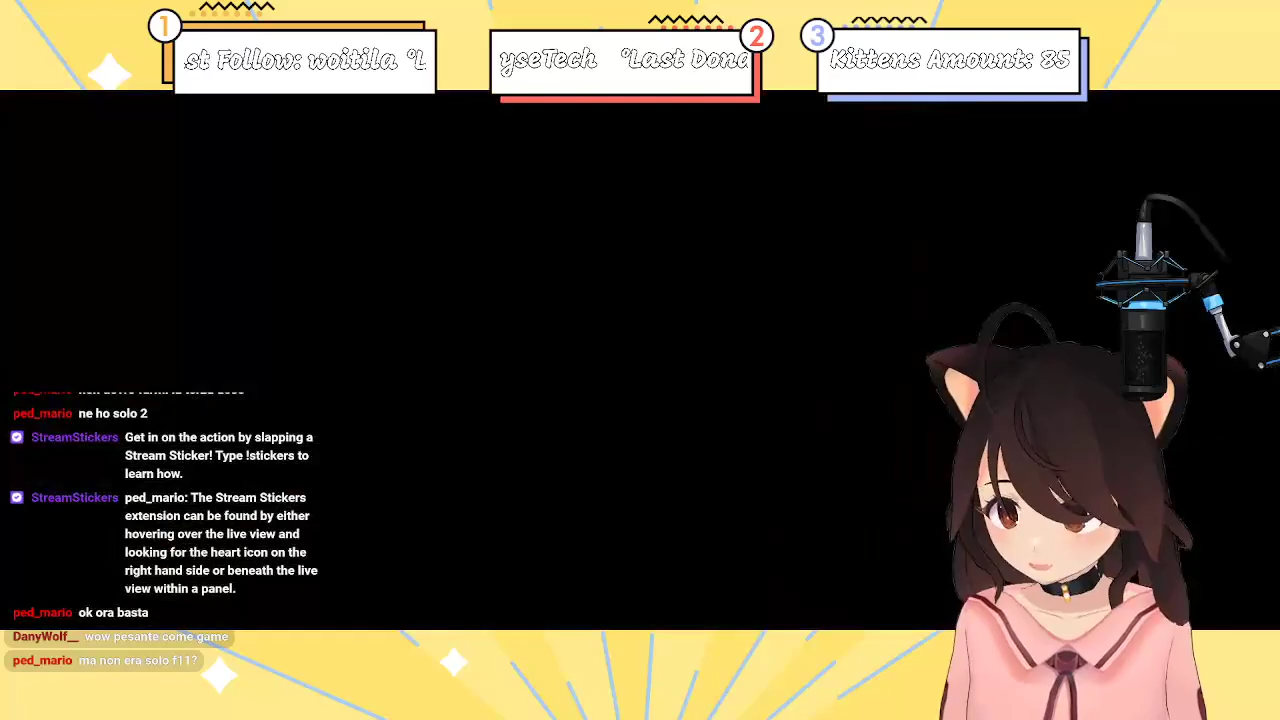 1
st Follow: woitila
yseTech °Last Dona
2
3
Kittens Amount: 85
ped_mario ne ho solo 2
StreamStickers Get in on the action by slapping a
Stream Sticker! Type !stickers to
learn how.
StreamStickers ped_mario: The Stream Stickers
extension can be found by either
hovering over the live view and
looking for the heart icon on the
right hand side or beneath the live
view within a panel.
ped_mario ok ora basta
DanyWolf__ wow pesante come game
ped_mario ma non era solo f11?